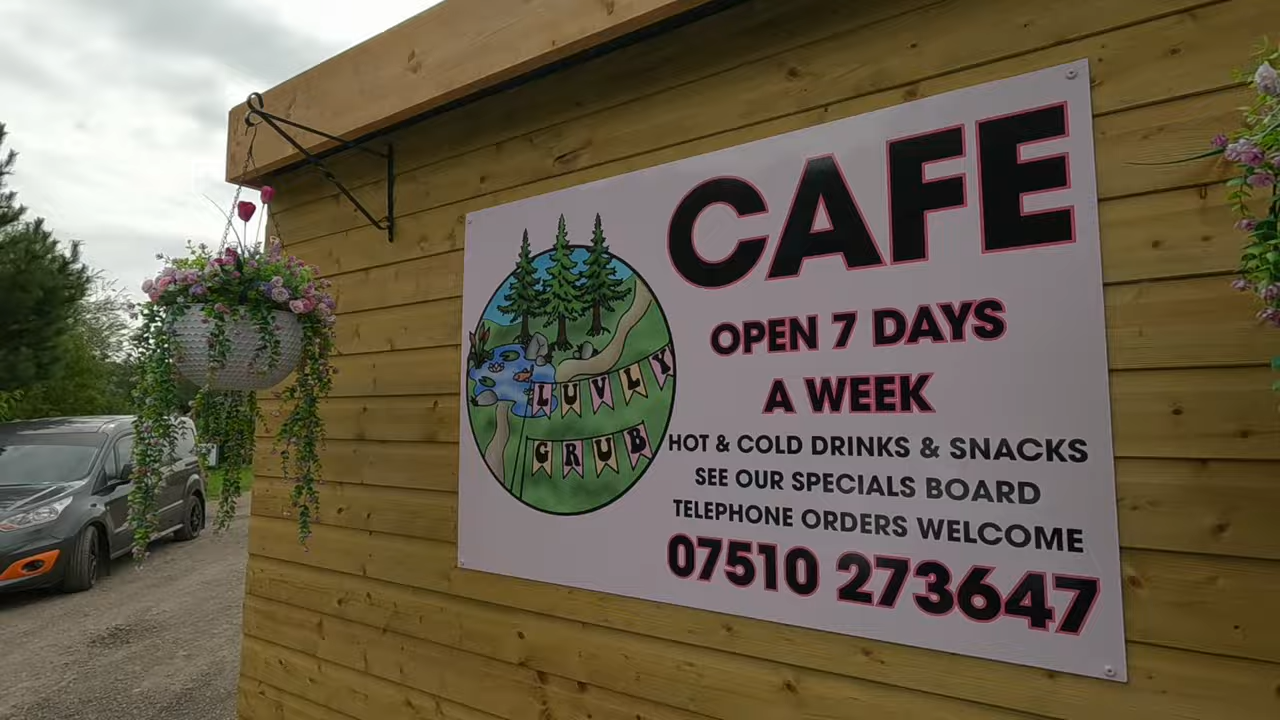 CAFE
OPEN 7 DAYS
A WEEK
LUVLY
GRUB
HOT & COLD DRINKS & SNACKS
SEE OUR SPECIALS BOARD
TELEPHONE ORDERS WELCOME
07510 273647